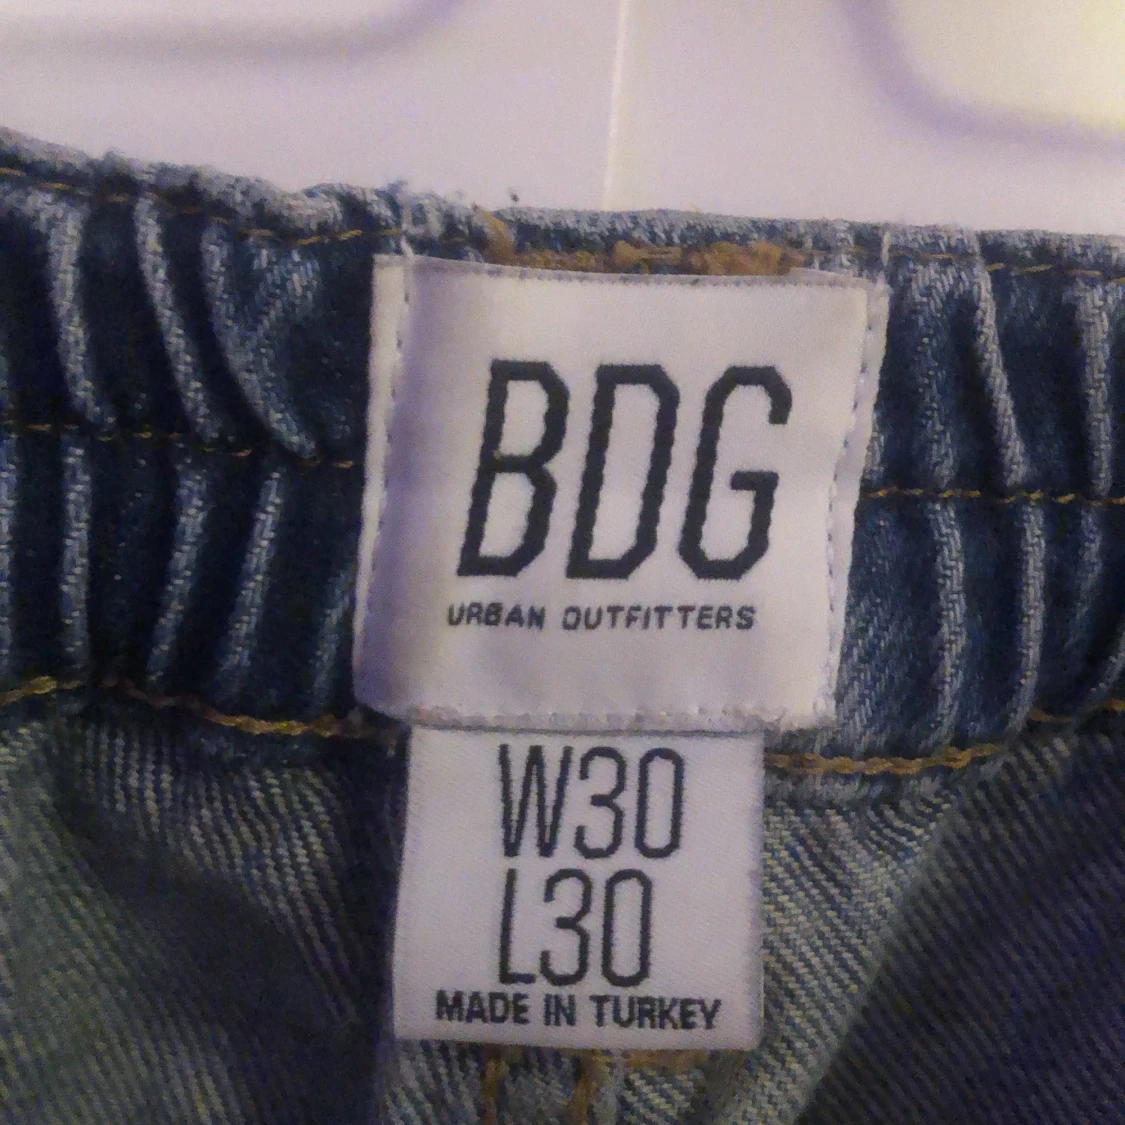 BDG
URBAN OUTFITTERS
W30
L30
MADE IN TURKEY